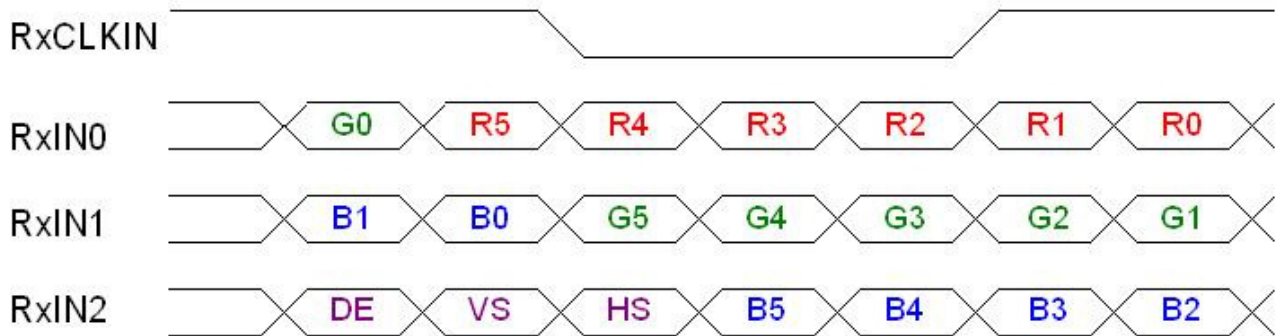 RxCLKIN
RxIN0 G0 R5 R4 R3 R2 R1 R0
RxIN1 B1 B0 G5 G4 G3 G2 G1
RxIN2 DE VS HS B5 B4 B3 B2